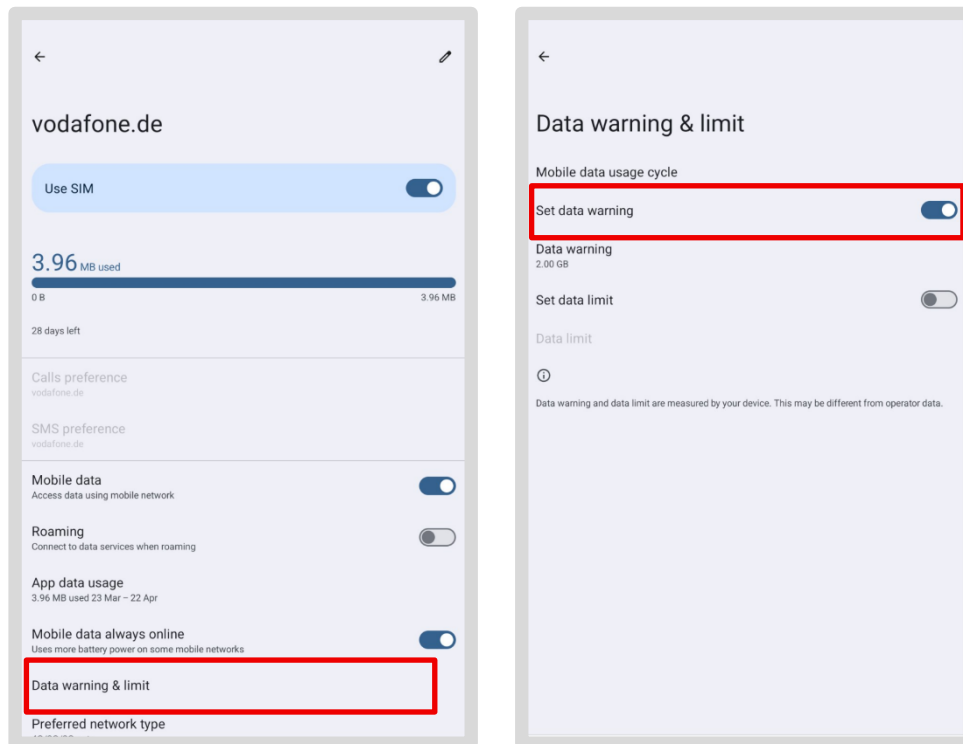 vodafone.de
Use SIM
3.96 MB used
0 B 3.96 MB
28 days left
Calls preference
vodafone.de
SMS preference
vodafone.de
Mobile data
Access data using mobile network
Roaming
Connect to data services when roaming
App data usage
3.96 MB used 23 Mar – 22 Apr
Mobile data always online
Uses more battery power on some mobile networks
Data warning & limit
Preferred network type
Data warning & limit
Mobile data usage cycle
Set data warning
Data warning
2.00 GB
Set data limit
Data limit
Data warning and data limit are measured by your device. This may be different from operator data.